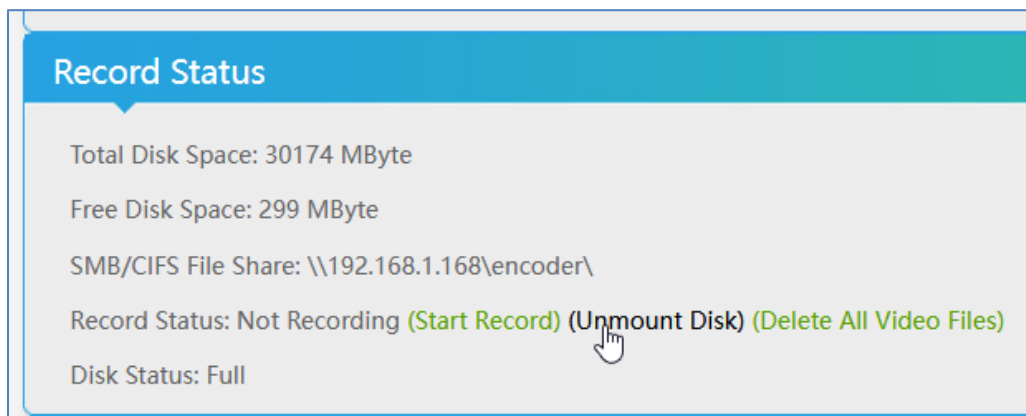 Record Status
Total Disk Space: 30174 MByte
Free Disk Space: 299 MByte
SMB/CIFS File Share: \\192.168.1.168\encoder\
Record Status: Not Recording (Start Record) (Unmount Disk) (Delete All Video Files)
Disk Status: Full